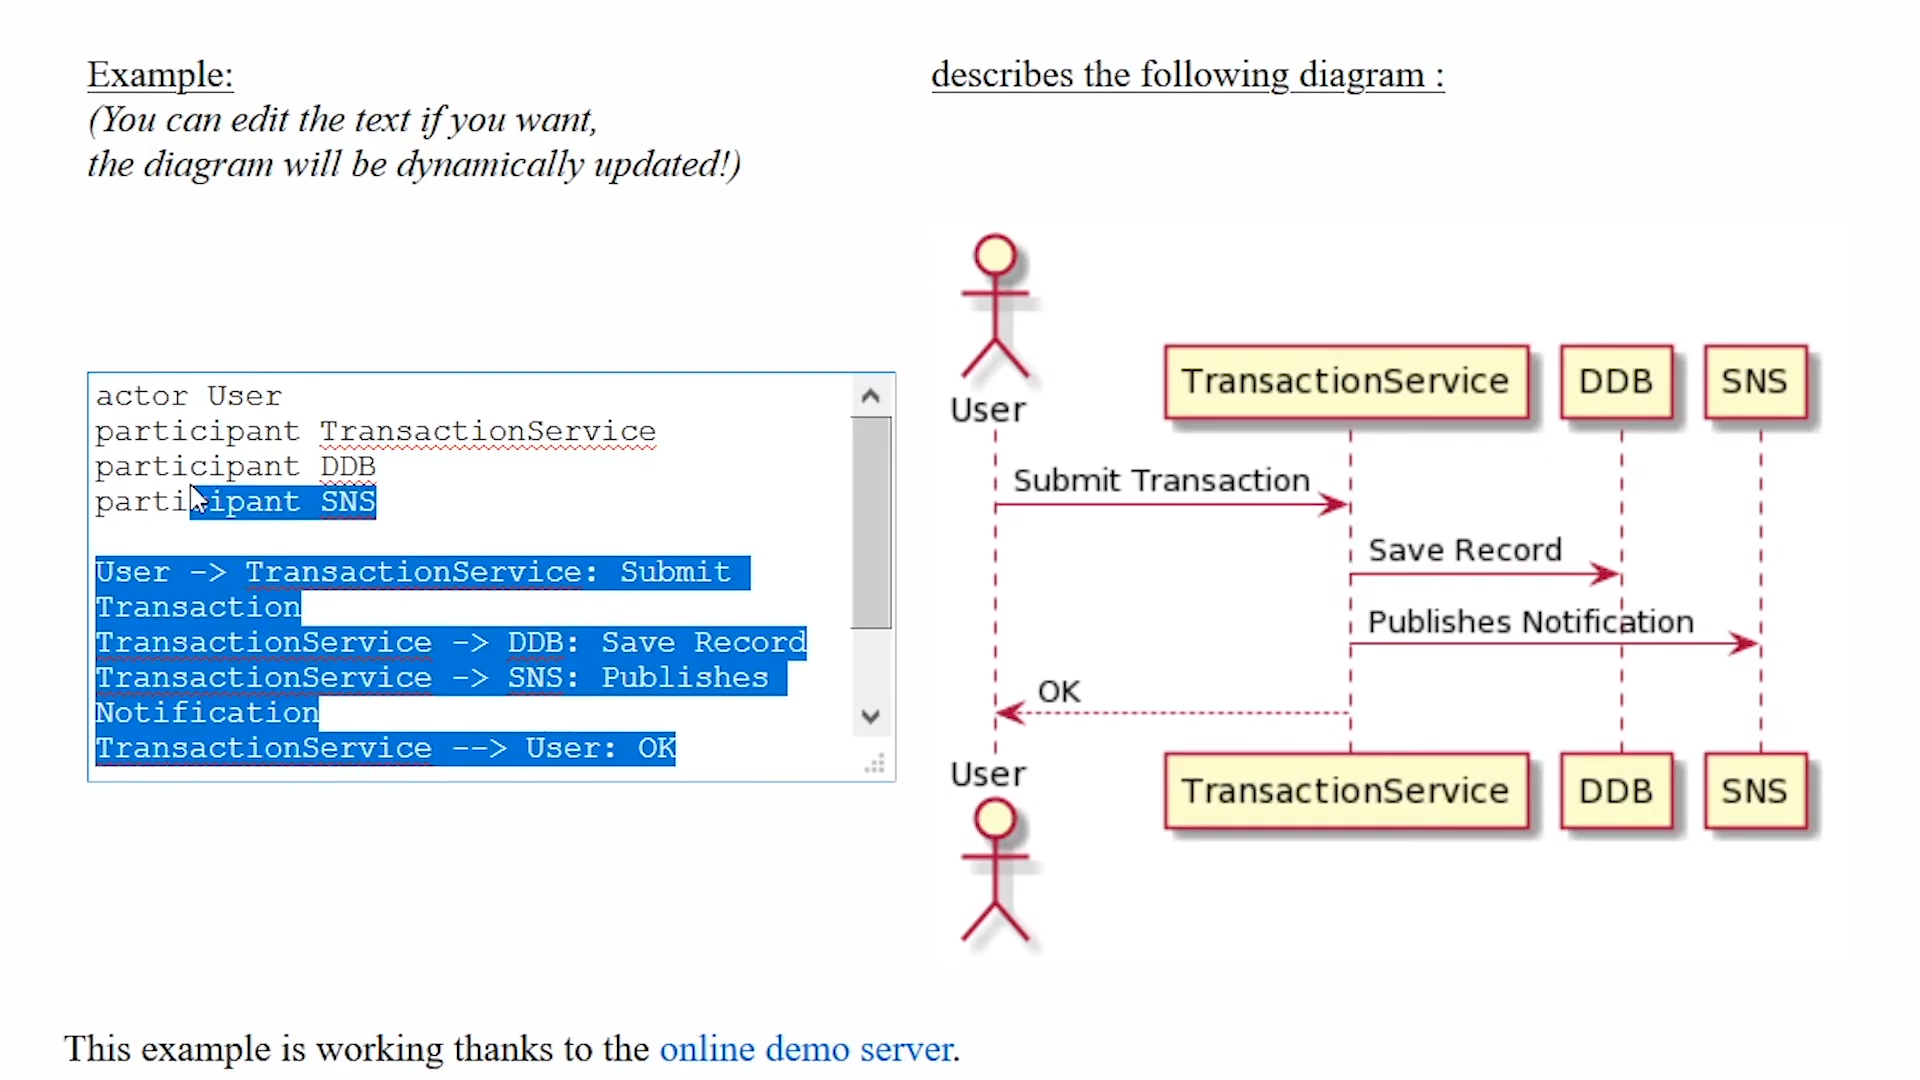 Example:
(You can edit the text if you want,
the diagram will be dynamically updated!)
describes the following diagram :
actor User
participant TransactionService
participant DDB
participant SNS
User -> TransactionService: Submit
Transaction
TransactionService -> DDB: Save Record
TransactionService -> SNS: Publishes
Notification
TransactionService --> User: OK
User
TransactionService
DDB
SNS
Submit Transaction
Save Record
Publishes Notification
OK
User
TransactionService
DDB
SNS
This example is working thanks to the online demo server.